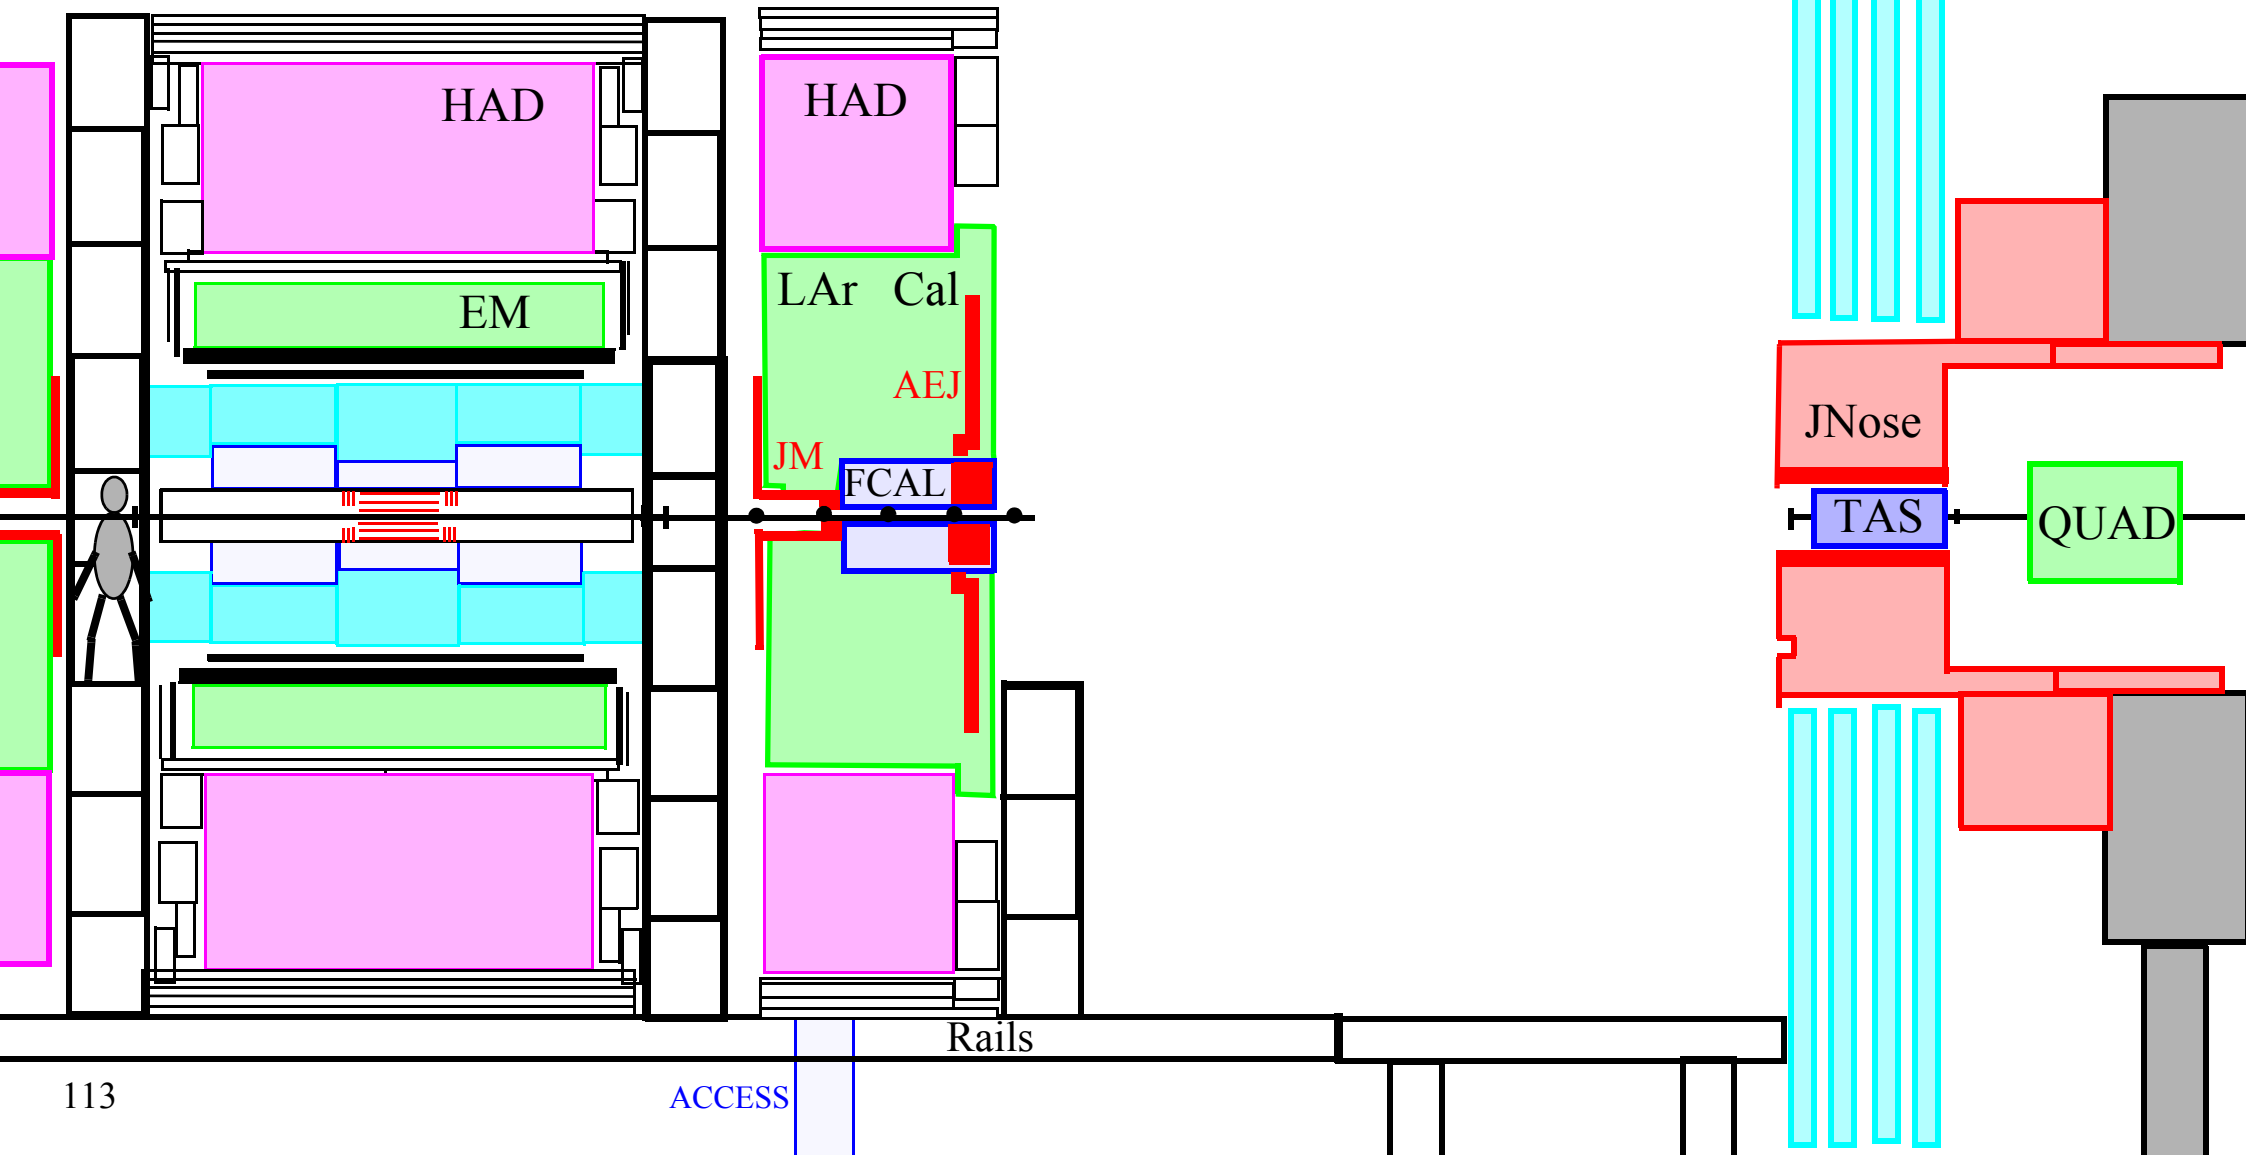 HAD
HAD
EM
LAr Cal
AEJ
JM
FCAL
JNose
TAS
QUAD
Rails
ACCESS
113